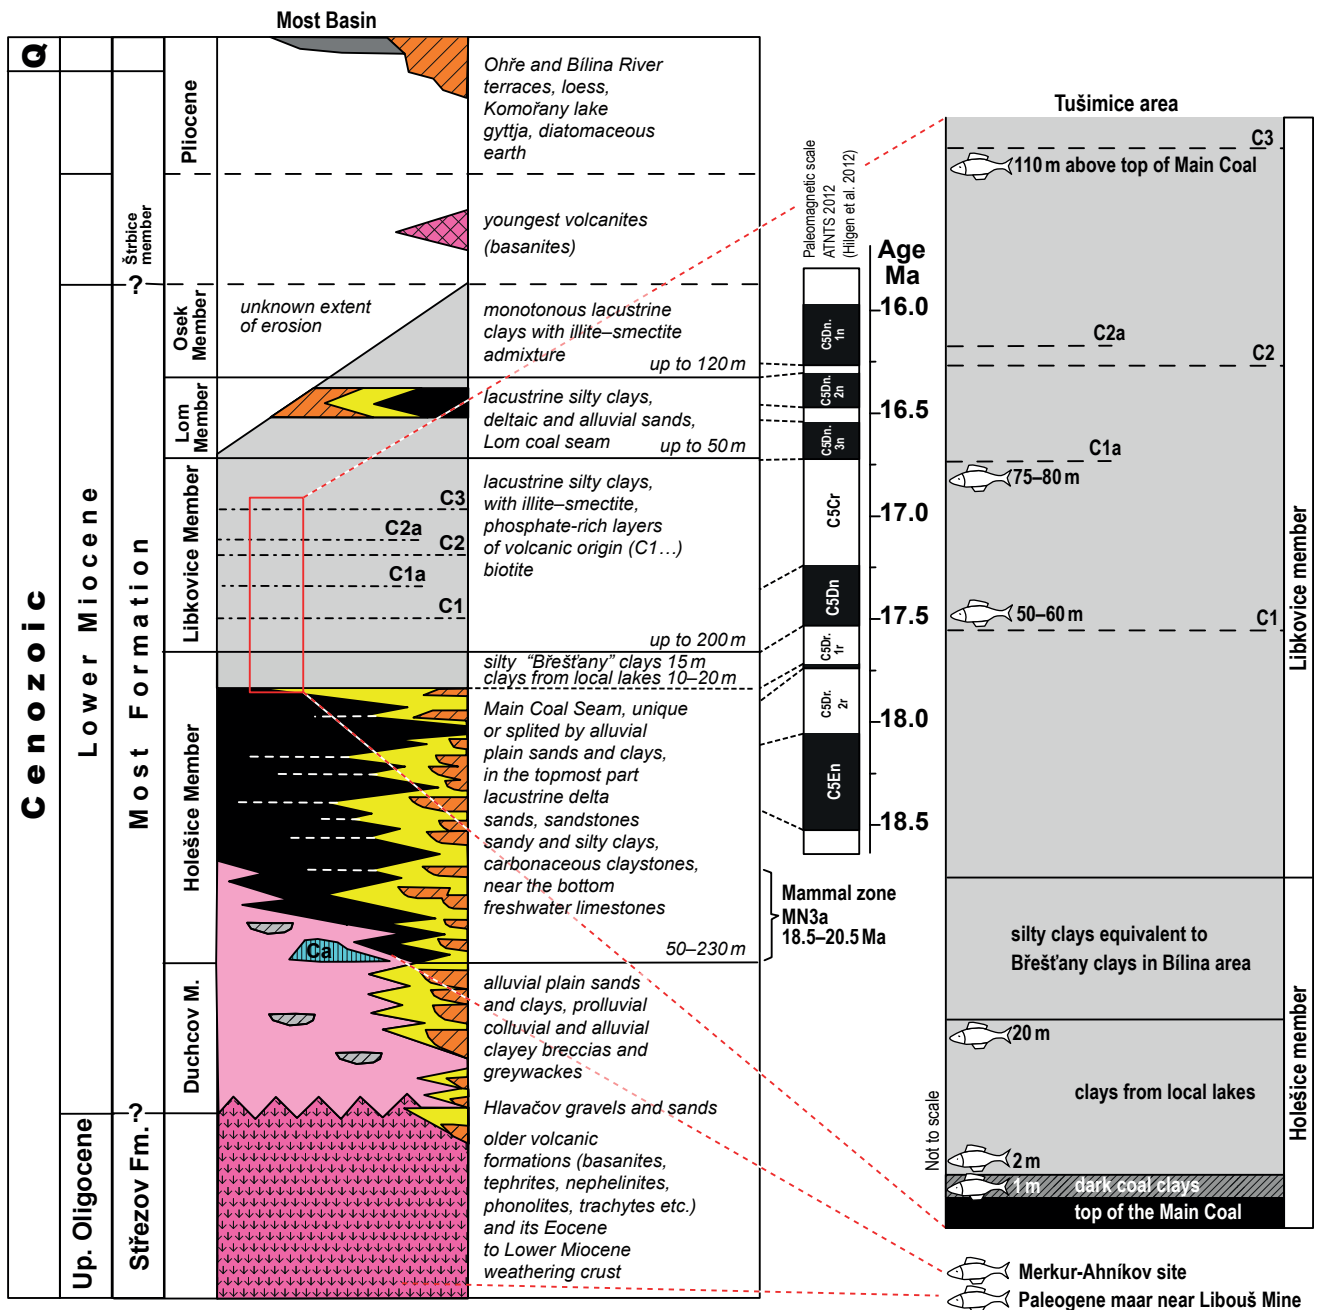 Most Basin
Q
Cenozoic
Lower Miocene
Up. Oligocene
Most Formation
Střezov Fm.
?
?
Pliocene
Štrbice
member
Osek
Member
Lom
Member
Libkovice Member
Holešice Member
Duchcov M.
unknown extent
of erosion
C3
C2a
C2
C1a
C1
Ca
Ohře and Bílina River
terraces, loess,
Komořany lake
gyttja, diatomaceous
earth
youngest volcanites
(basanites)
monotonous lacustrine
clays with illite–smectite
admixture
up to 120 m
lacustrine silty clays,
deltaic and alluvial sands,
Lom coal seam
up to 50 m
lacustrine silty clays,
with illite–smectite,
phosphate-rich layers
of volcanic origin (C1...)
biotite
up to 200 m
silty "Břešťany" clays 15 m
clays from local lakes 10–20 m
Main Coal Seam, unique
or splited by alluvial
plain sands and clays,
in the topmost part
lacustrine delta
sands, sandstones
sandy and silty clays,
carbonaceous claystones,
near the bottom
freshwater limestones
50–230 m
alluvial plain sands
and clays, prolluvial
colluvial and alluvial
clayey breccias and
greywackes
Hlavačov gravels and sands
older volcanic
formations (basanites,
tephrites, nephelinites,
phonolites, trachytes etc.)
and its Eocene
to Lower Miocene
weathering crust
Paleomagnetic scale
ATNTS 2012
(Hilgen et al. 2012)
Age
Ma
C5Dn.
1n
C5Dn.
2n
C5Dn.
3n
C5Cr
C5Dn
C5Dr.
1r
C5Dr.
2r
C5En
16.0
16.5
17.0
17.5
18.0
18.5
Mammal zone
MN3a
18.5–20.5 Ma
Tušimice area
C3
110 m above top of Main Coal
C2a
C2
C1a
75–80 m
50–60 m
C1
silty clays equivalent to
Břešťany clays in Bílina area
20 m
clays from local lakes
2 m
1 m
dark coal clays
top of the Main Coal
Not to scale
Libkovice member
Holešice member
Merkur-Ahníkov site
Paleogene maar near Libouš Mine